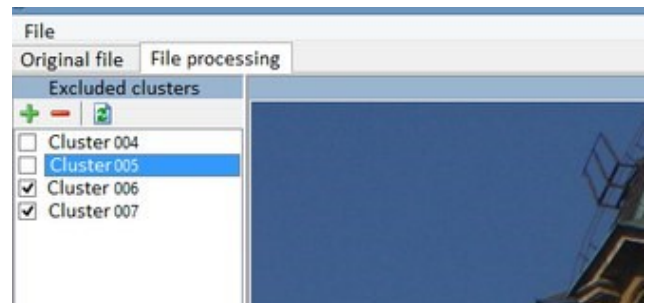 File
Original file File processing
Excluded clusters
Cluster 004
Cluster 005
Cluster 006
Cluster 007